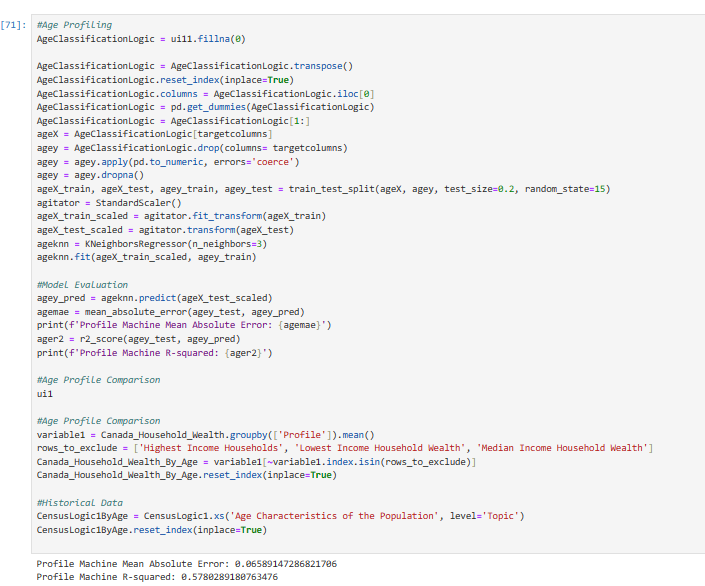 [71]: #Age Profiling
AgeClassificationLogic = ui11.fillna(0)
AgeClassificationLogic = AgeClassificationLogic.transpose()
AgeClassificationLogic.reset_index(inplace=True)
AgeClassificationLogic.columns = AgeClassificationLogic.iloc[0]
AgeClassificationLogic = pd.get_dummies(AgeClassificationLogic)
AgeClassificationLogic = AgeClassificationLogic[1:]
ageX = AgeClassificationLogic[targetcolumns]
agey = AgeClassificationLogic.drop(columns= targetcolumns)
agey = agey.apply(pd.to_numeric, errors='coerce')
agey = agey.dropna()
ageX_train, ageX_test, agey_train, agey_test = train_test_split(ageX, agey, test_size=0.2, random_state=15)
agitator = StandardScaler()
ageX_train_scaled = agitator.fit_transform(ageX_train)
ageX_test_scaled = agitator.transform(ageX_test)
ageknn = KNeighborsRegressor(n_neighbors=3)
ageknn.fit(ageX_train_scaled, agey_train)
#Model Evaluation
agey_pred = ageknn.predict(ageX_test_scaled)
agemae = mean_absolute_error(agey_test, agey_pred)
print(f'Profile Machine Mean Absolute Error: {agemae}')
ager2 = r2_score(agey_test, agey_pred)
print(f'Profile Machine R-squared: {ager2}')
#Age Profile Comparison
ui1
#Age Profile Comparison
variable1 = Canada_Household_Wealth.groupby(['Profile']).mean()
rows_to_exclude = ['Highest Income Households', 'Lowest Income Household Wealth', 'Median Income Household Wealth']
Canada_Household_Wealth_By_Age = variable1[~variable1.index.isin(rows_to_exclude)]
Canada_Household_Wealth_By_Age.reset_index(inplace=True)
#Historical Data
CensusLogic1ByAge = CensusLogic1.xs('Age Characteristics of the Population', level='Topic')
CensusLogic1ByAge.reset_index(inplace=True)
Profile Machine Mean Absolute Error: 0.06589147286821706
Profile Machine R-squared: 0.5780289180763476